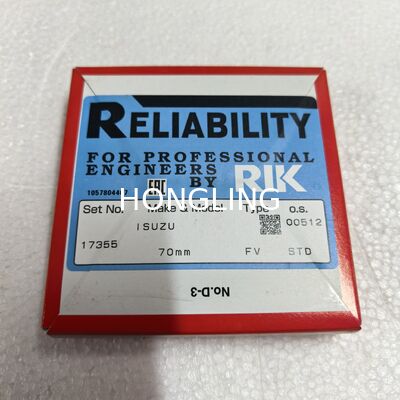 RELIABILITY
FOR PROFESSIONAL
ENGINEERS
BY RIK
EAC
HONGLING
Set No. Make & Model Type o.s.
ISUZU 00512
17355 70mm FV STD
No.D-3